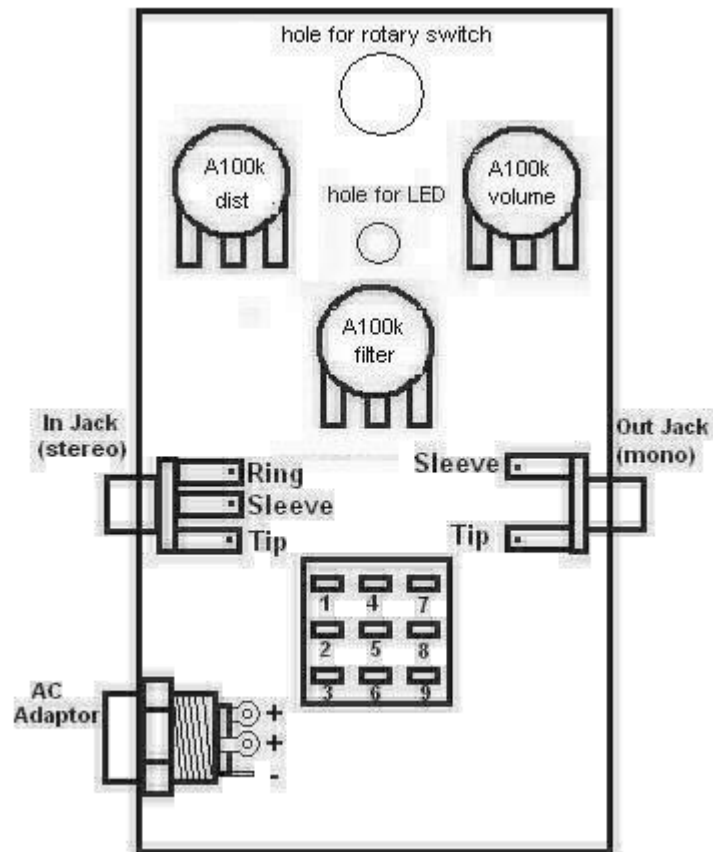 hole for rotary switch
A100k
dist
A100k
volume
hole for LED
A100k
filter
In Jack
(stereo)
Ring
Sleeve
Tip
Out Jack
(mono)
Sleeve
Tip
1 4 7
2 5 8
3 6 9
AC
Adaptor
+
+
-